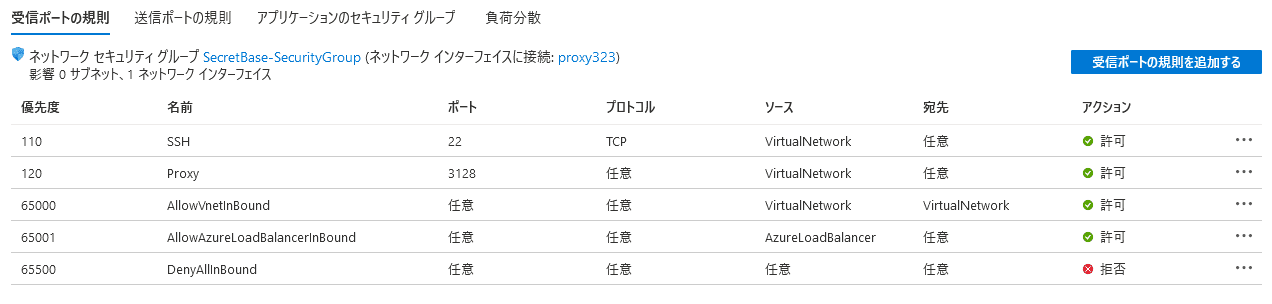 受信ポートの規則 送信ポートの規則 アプリケーションのセキュリティ グループ 負荷分散
ネットワーク セキュリティ グループ SecretBase-SecurityGroup (ネットワーク インターフェイスに接続: proxy323)
影響 0 サブネット、1 ネットワーク インターフェイス
受信ポートの規則を追加する
優先度 名前 ポート プロトコル ソース 宛先 アクション
110 SSH 22 TCP VirtualNetwork 任意 許可 ...
120 Proxy 3128 任意 VirtualNetwork 任意 許可 ...
65000 AllowVnetInBound 任意 任意 VirtualNetwork VirtualNetwork 許可 ...
65001 AllowAzureLoadBalancerInBound 任意 任意 AzureLoadBalancer 任意 許可 ...
65500 DenyAllInBound 任意 任意 任意 任意 拒否 ...